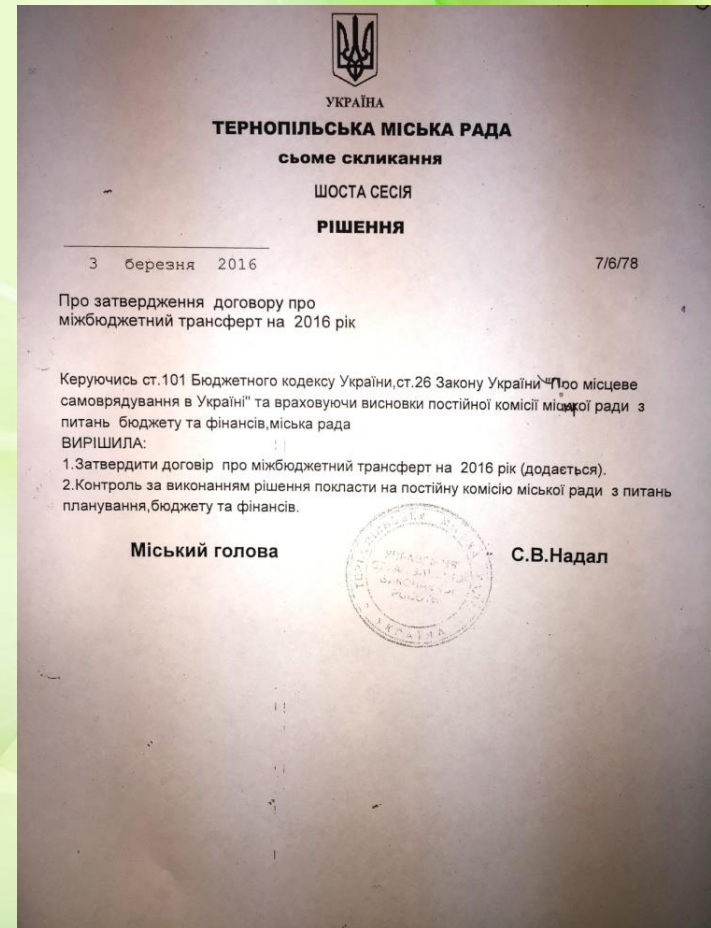 УКРАЇНА
ТЕРНОПІЛЬСЬКА МІСЬКА РАДА
СЬОМЕ СКЛИКАННЯ
ШОСТА СЕСІЯ
РІШЕННЯ
3 березня 2016 7/6/78
Про затвердження договору про
міжбюджетний трансферт на 2016 рік
Керуючись ст.101 Бюджетного кодексу України,ст.26 Закону України "Про місцеве
самоврядування в Україні" та враховуючи висновки постійної комісії міської ради з
питань бюджету та фінансів,міська рада
ВИРІШИЛА:
1.Затвердити договір про міжбюджетний трансферт на 2016 рік (додається).
2.Контроль за виконанням рішення покласти на постійну комісію міської ради з питань
планування,бюджету та фінансів.
Міський голова С.В.Надал
ТЕРНОПІЛЬСЬКА МІСЬКА РАДА
УКРАЇНА